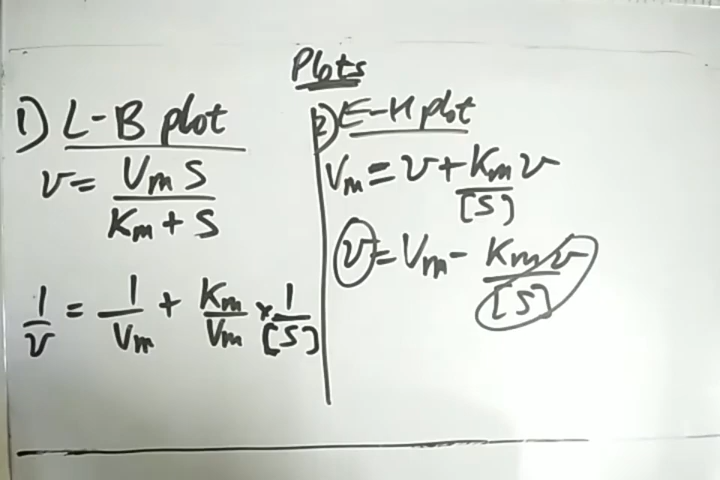 Plots
1) L-B plot
v = Vm S / Km + S
1/v = 1/Vm + Km/Vm × 1/[S]
2) E-H plot
Vm = v + Km v / [S]
v = Vm - Km v / [S]